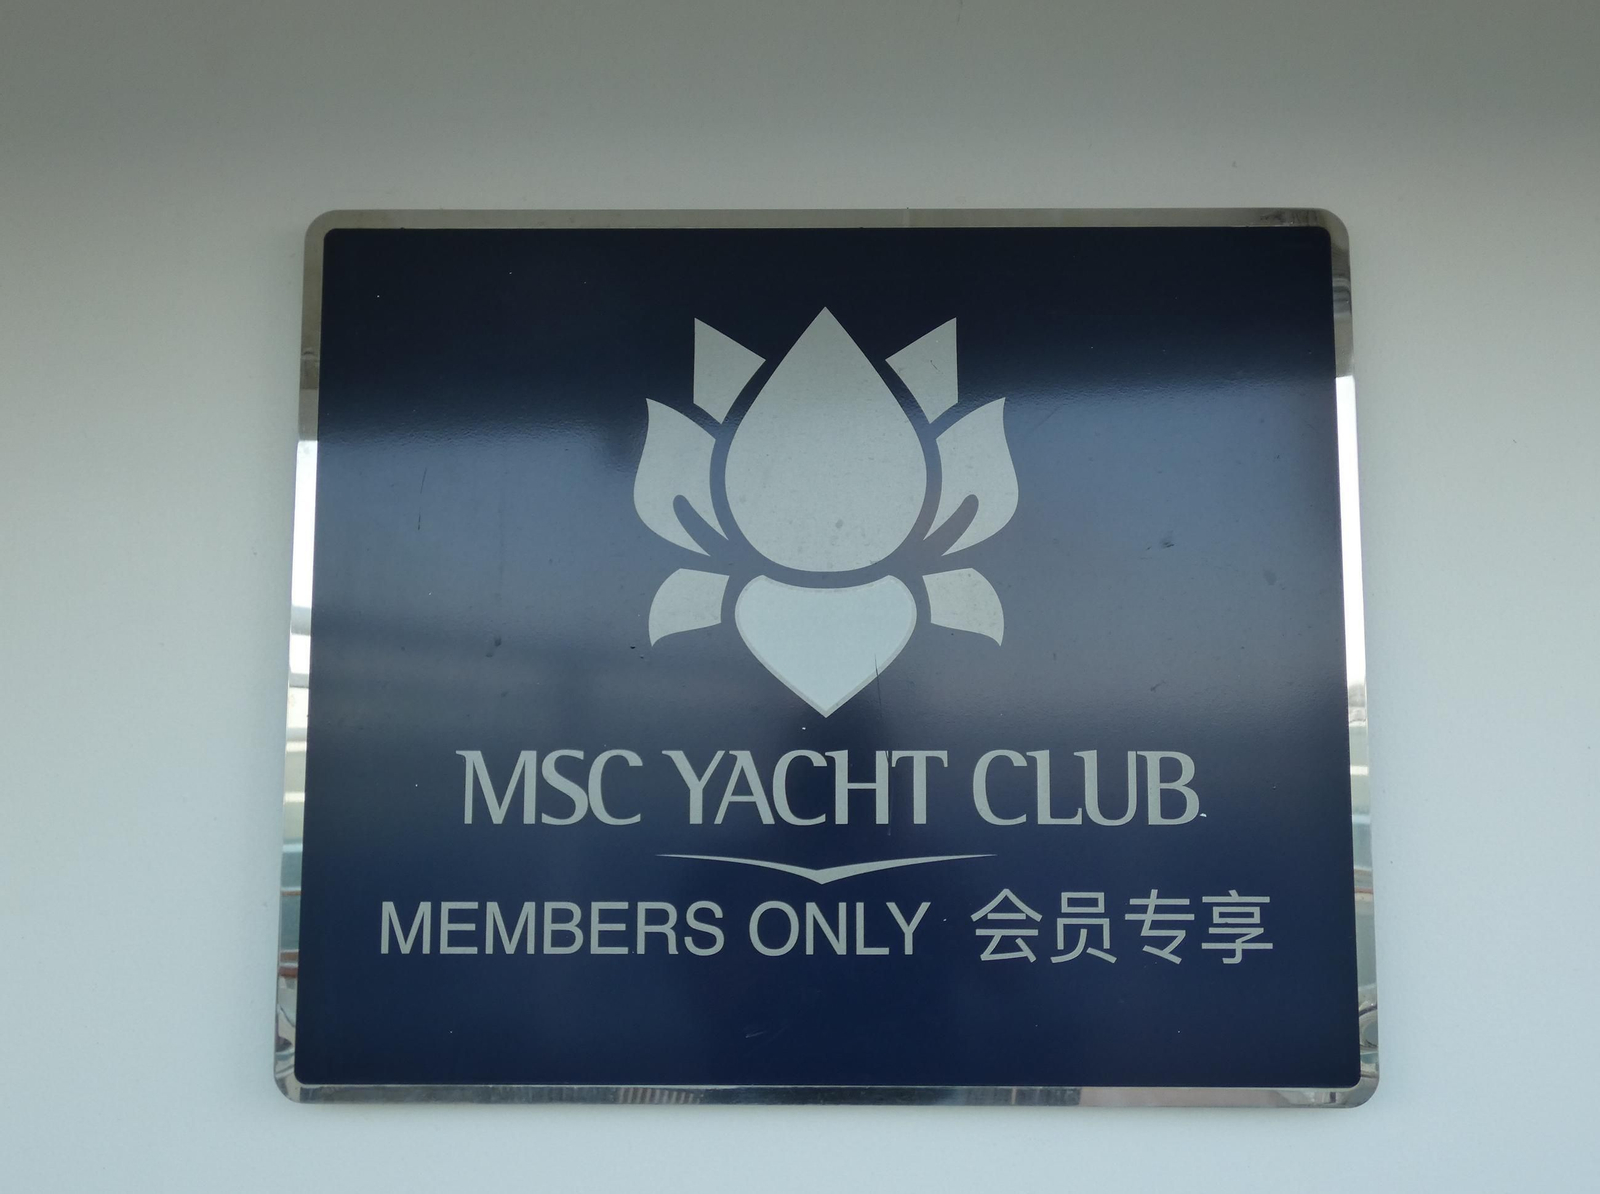 MSC YACHT CLUB
MEMBERS ONLY 会员专享